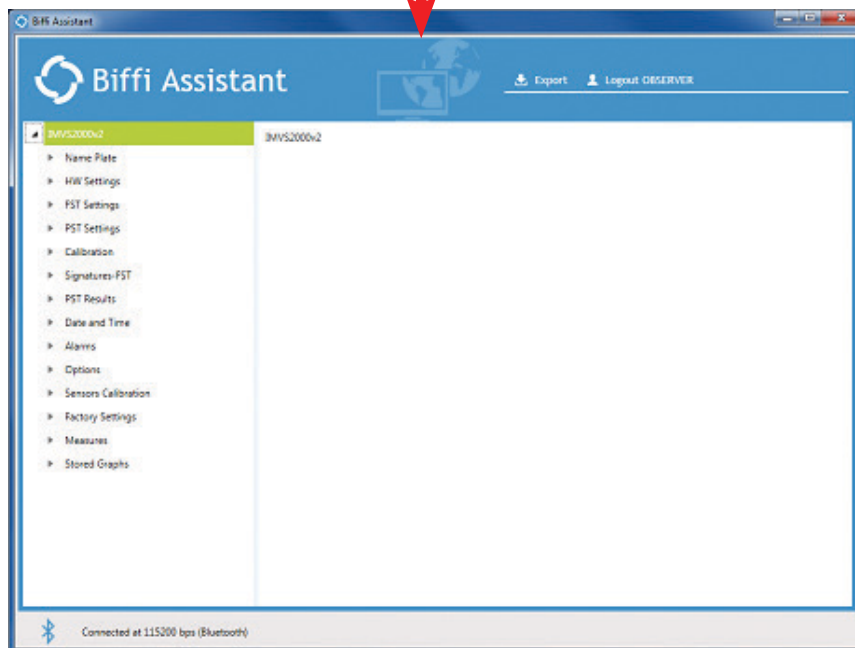 Biffi Assistant
Biffi Assistant
Export Logout OBSERVER
IMVS2000v2
IMVS2000v2
Name Plate
HW Settings
FST Settings
PST Settings
Calibration
Signatures-FST
PST Results
Date and Time
Alarms
Options
Sensors Calibration
Factory Settings
Measures
Stored Graphs
Connected at 115200 bps (Bluetooth)